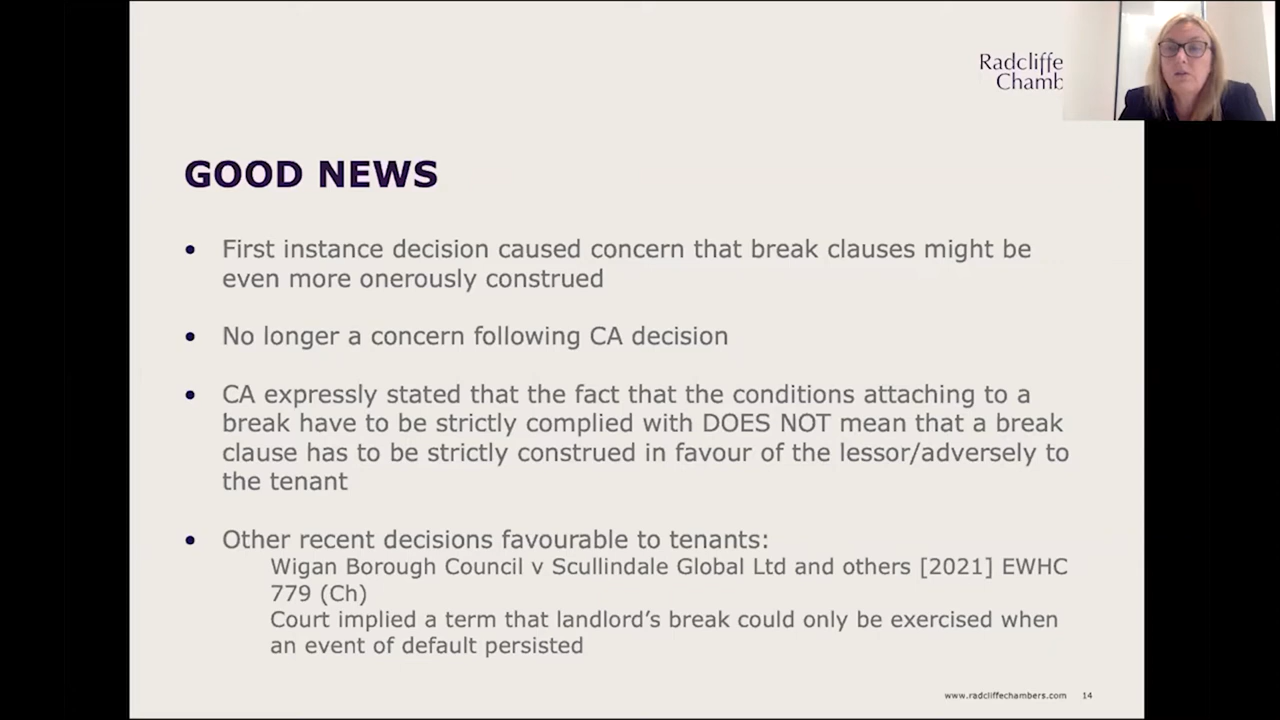 Radcliffe
Chamb
GOOD NEWS
• First instance decision caused concern that break clauses might be
even more onerously construed
• No longer a concern following CA decision
• CA expressly stated that the fact that the conditions attaching to a
break have to be strictly complied with DOES NOT mean that a break
clause has to be strictly construed in favour of the lessor/adversely to
the tenant
• Other recent decisions favourable to tenants:
Wigan Borough Council v Scullindale Global Ltd and others [2021] EWHC
779 (Ch)
Court implied a term that landlord’s break could only be exercised when
an event of default persisted
www.radcliffechambers.com 14